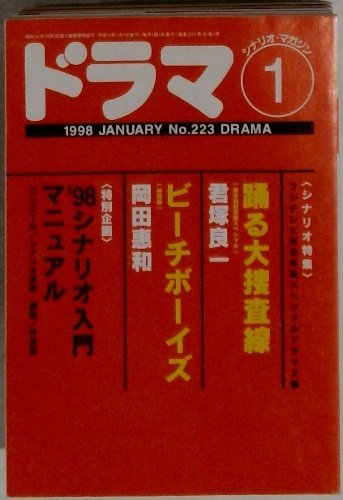 ドラマ
シナリオ・マガジン
1
1998 JANUARY No.223 DRAMA
〈シナリオ特集〉
踊る大捜査線
君塚良一
ビーチボーイズ
岡田惠和
〈特別企画〉
'98シナリオ入門
マニュアル